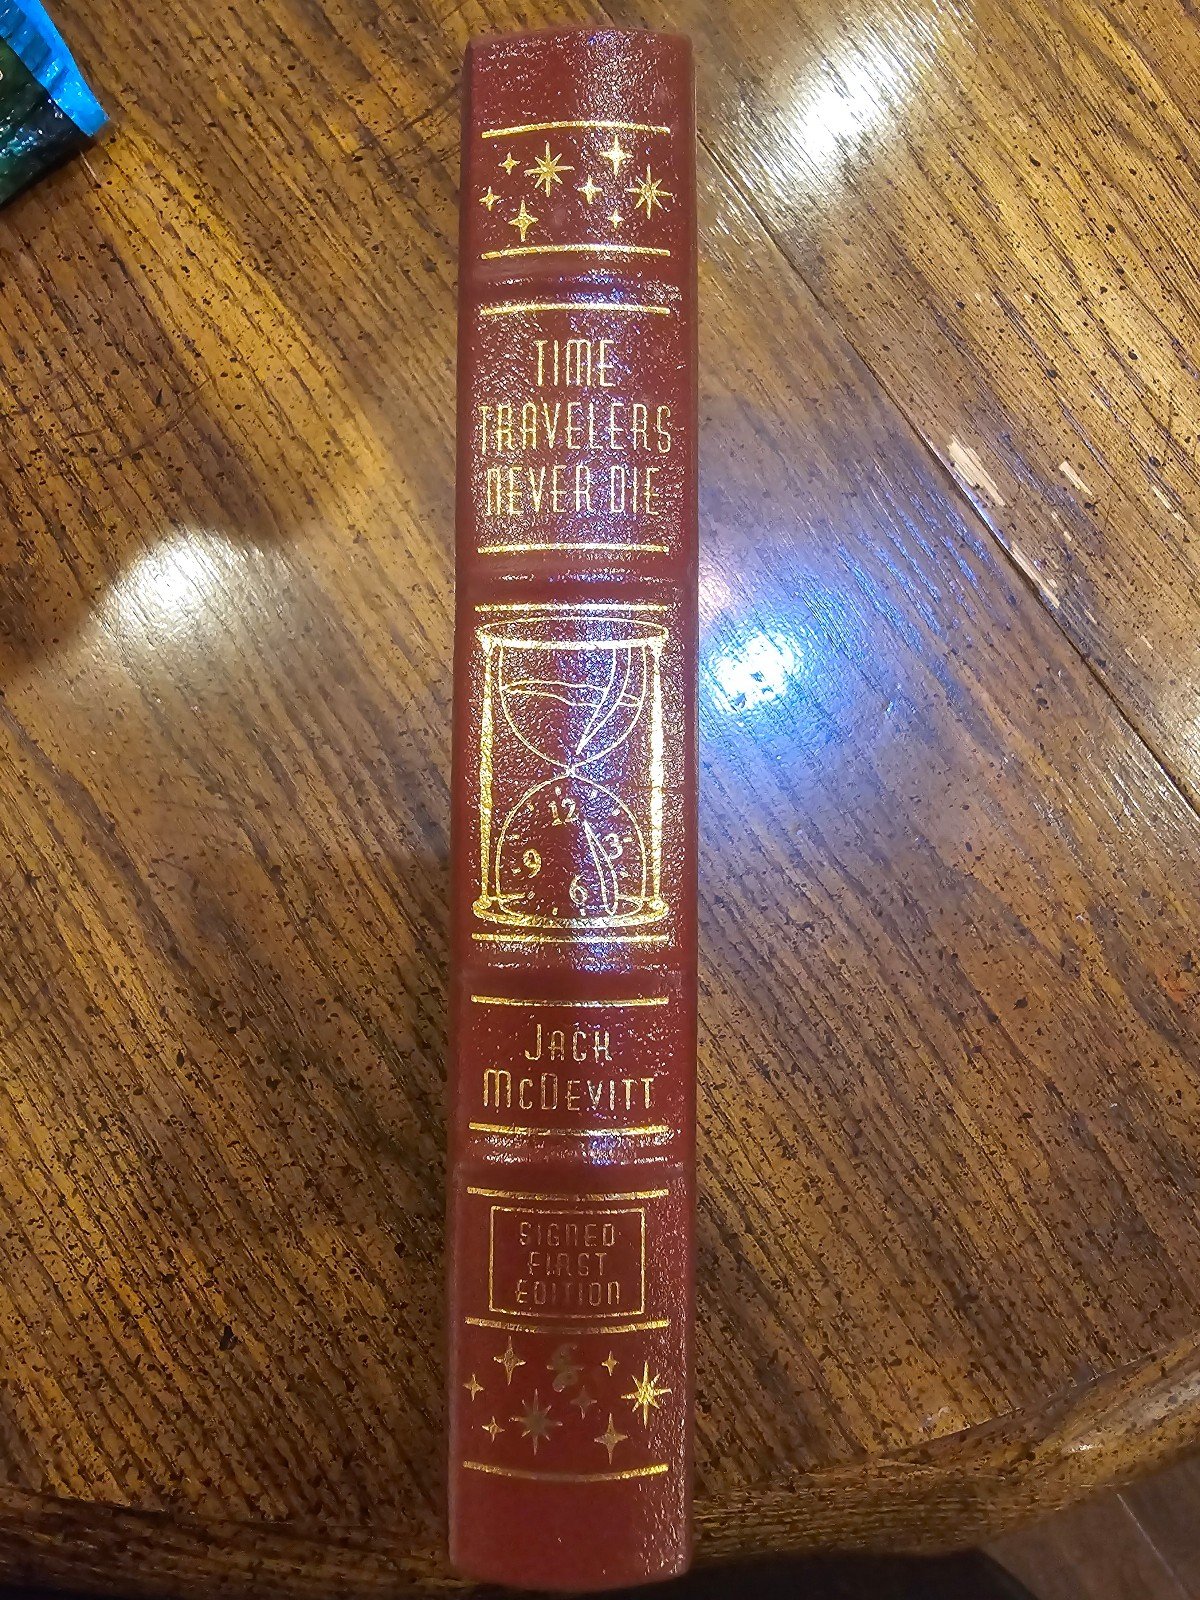 TIME
TRAVELERS
NEVER DIE
12
9
3
6
JACK
McDEVITT
SIGNED
FIRST
EDITION